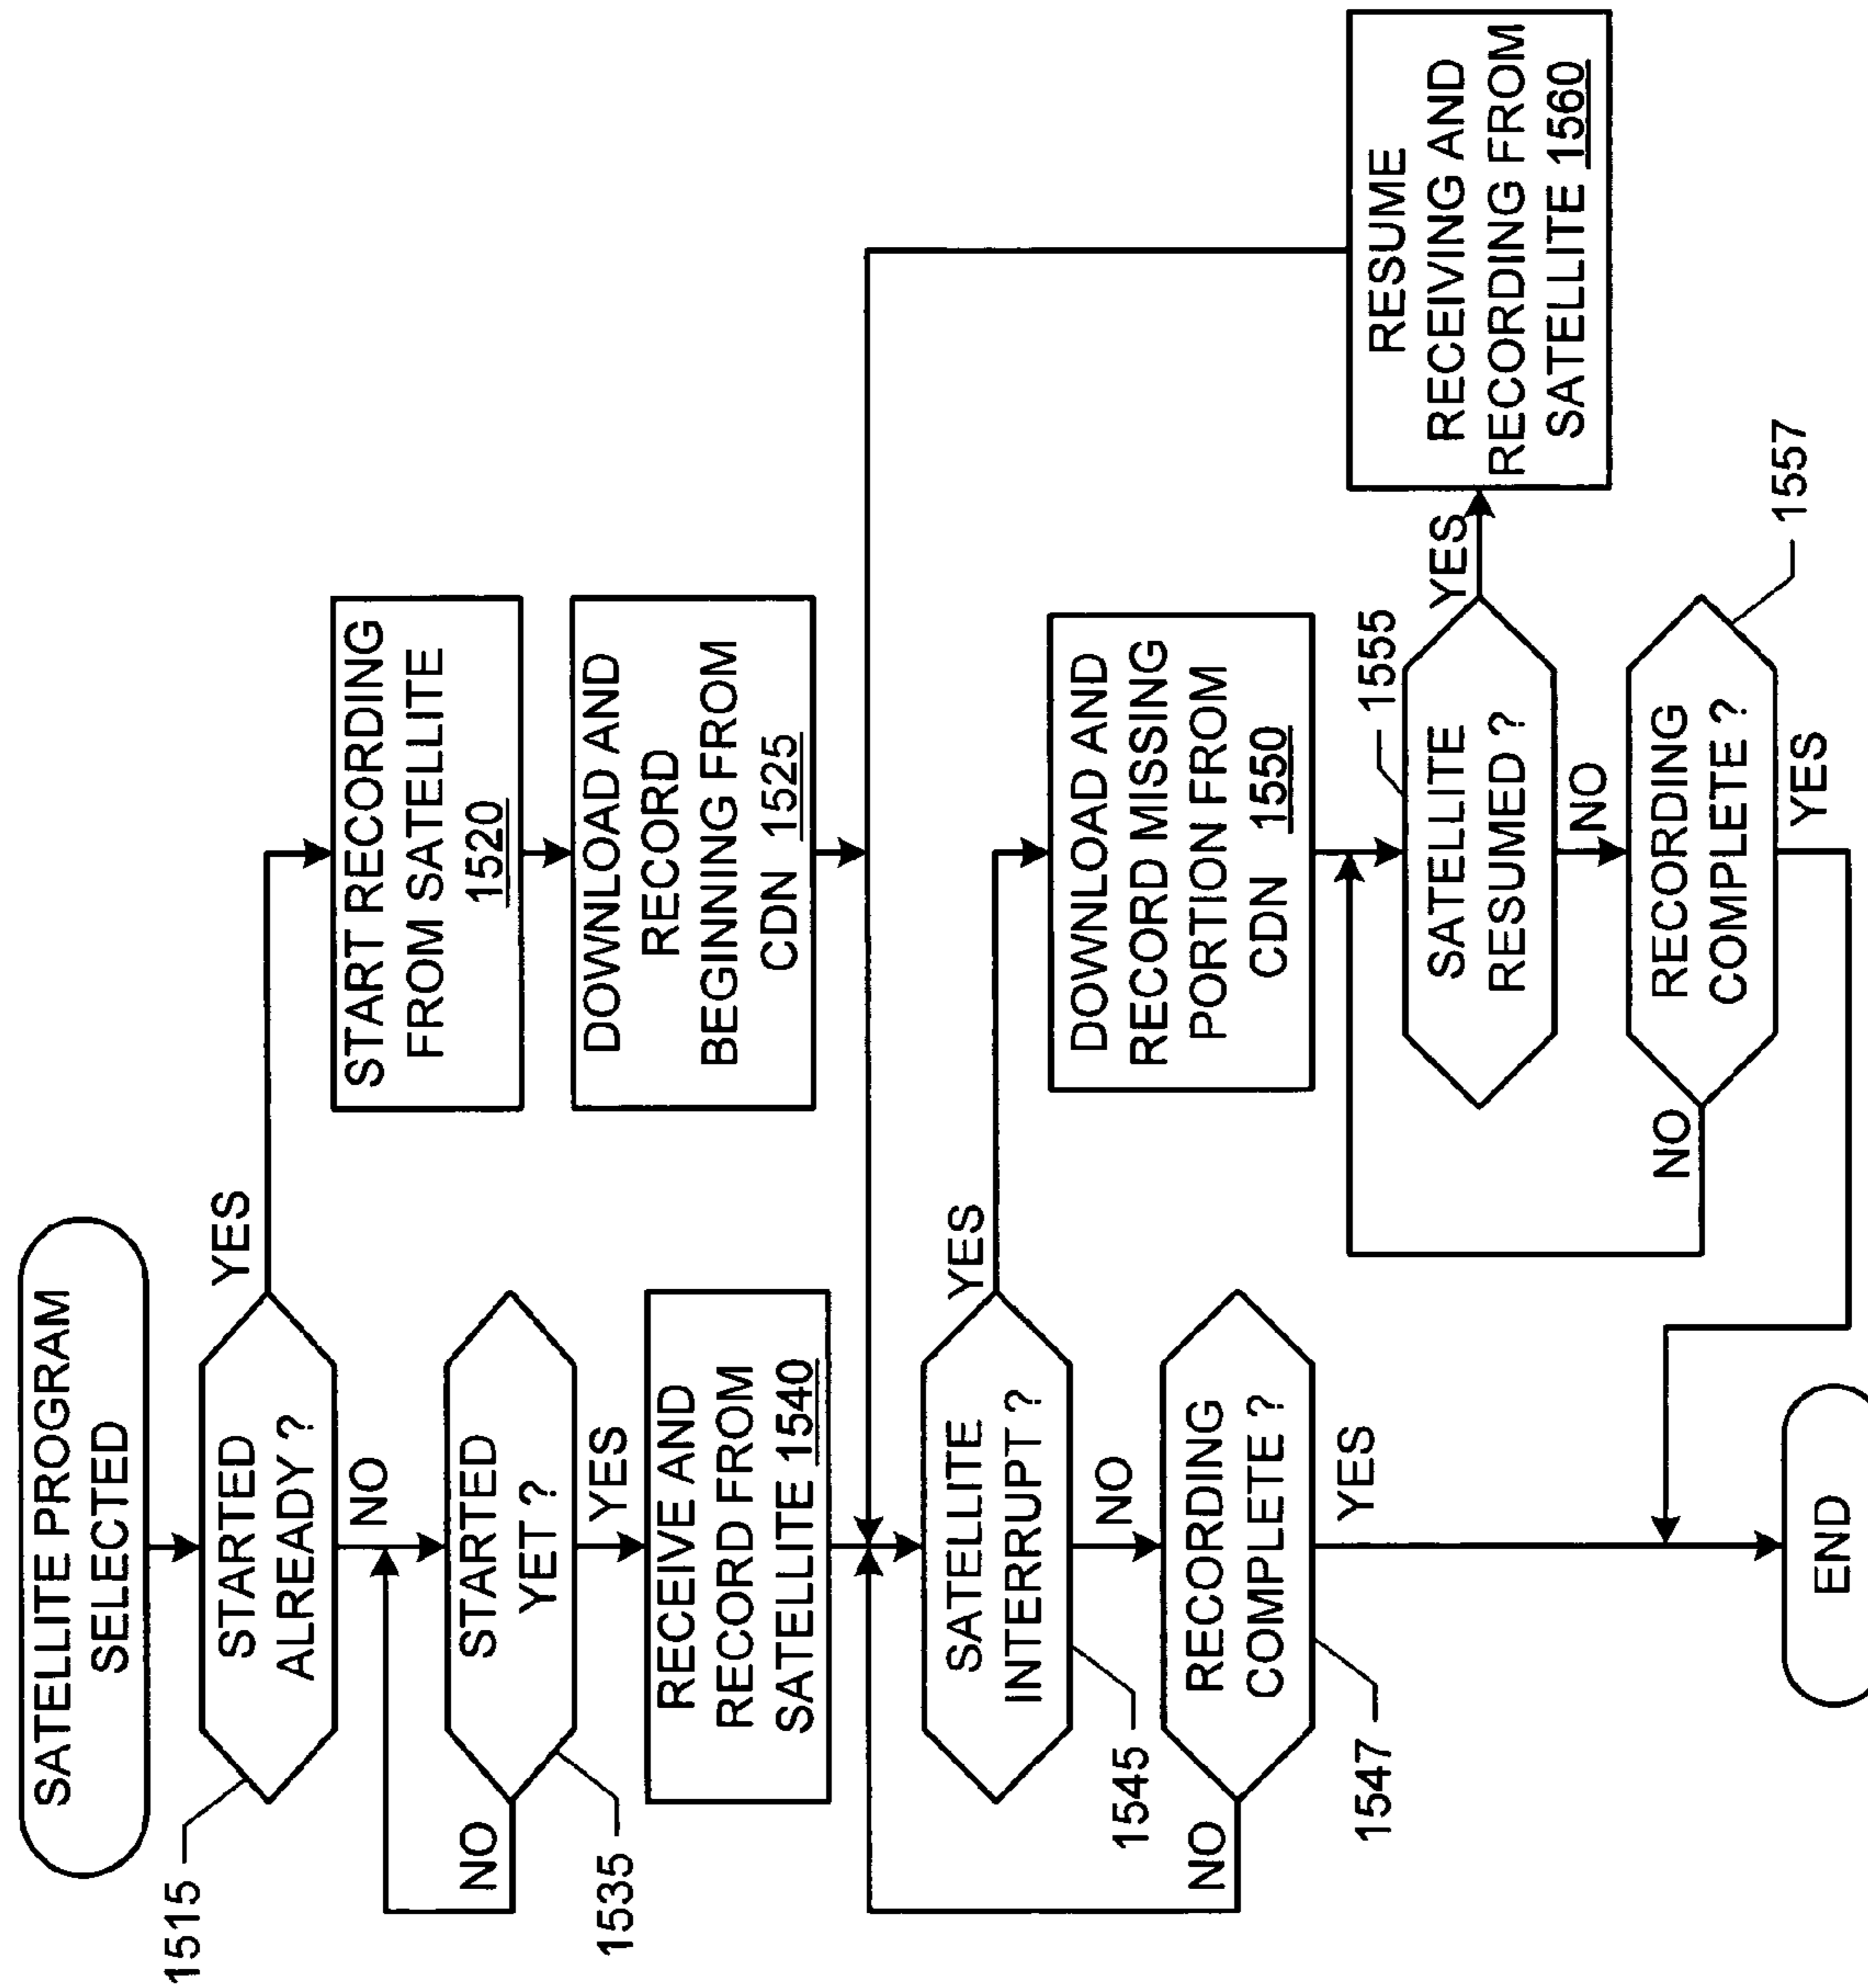 SATELLITE PROGRAM
SELECTED
1515
STARTED
ALREADY ?
YES
NO
START RECORDING
FROM SATELLITE
1520
STARTED
YET ?
NO
YES
1535
DOWNLOAD AND
RECORD
BEGINNING FROM
CDN 1525
RECEIVE AND
RECORD FROM
SATELLITE 1540
SATELLITE
INTERRUPT ?
YES
NO
1545
DOWNLOAD AND
RECORD MISSING
PORTION FROM
CDN 1550
RECORDING
COMPLETE ?
NO
YES
1547
1555
SATELLITE
RESUMED ?
YES
NO
RESUME
RECEIVING AND
RECORDING FROM
SATELLITE 1560
RECORDING
COMPLETE ?
NO
YES
1557
END